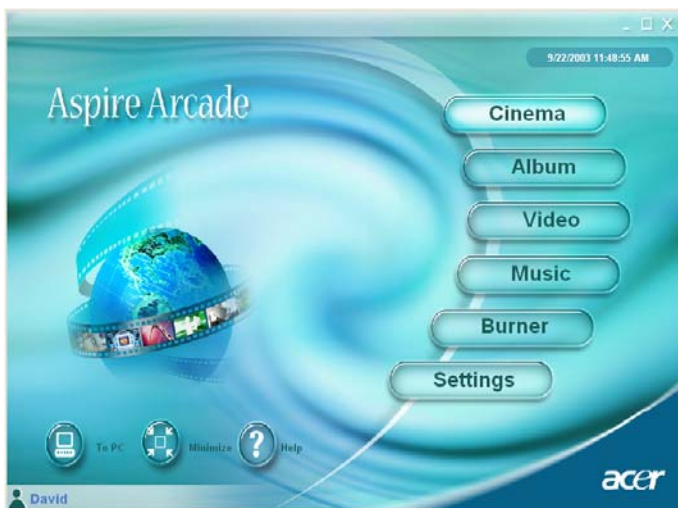 9/22/2003 11:48:55 AM
Aspire Arcade
Cinema
Album
Video
Music
Burner
Settings
To PC
Minimize
Help
acer
David